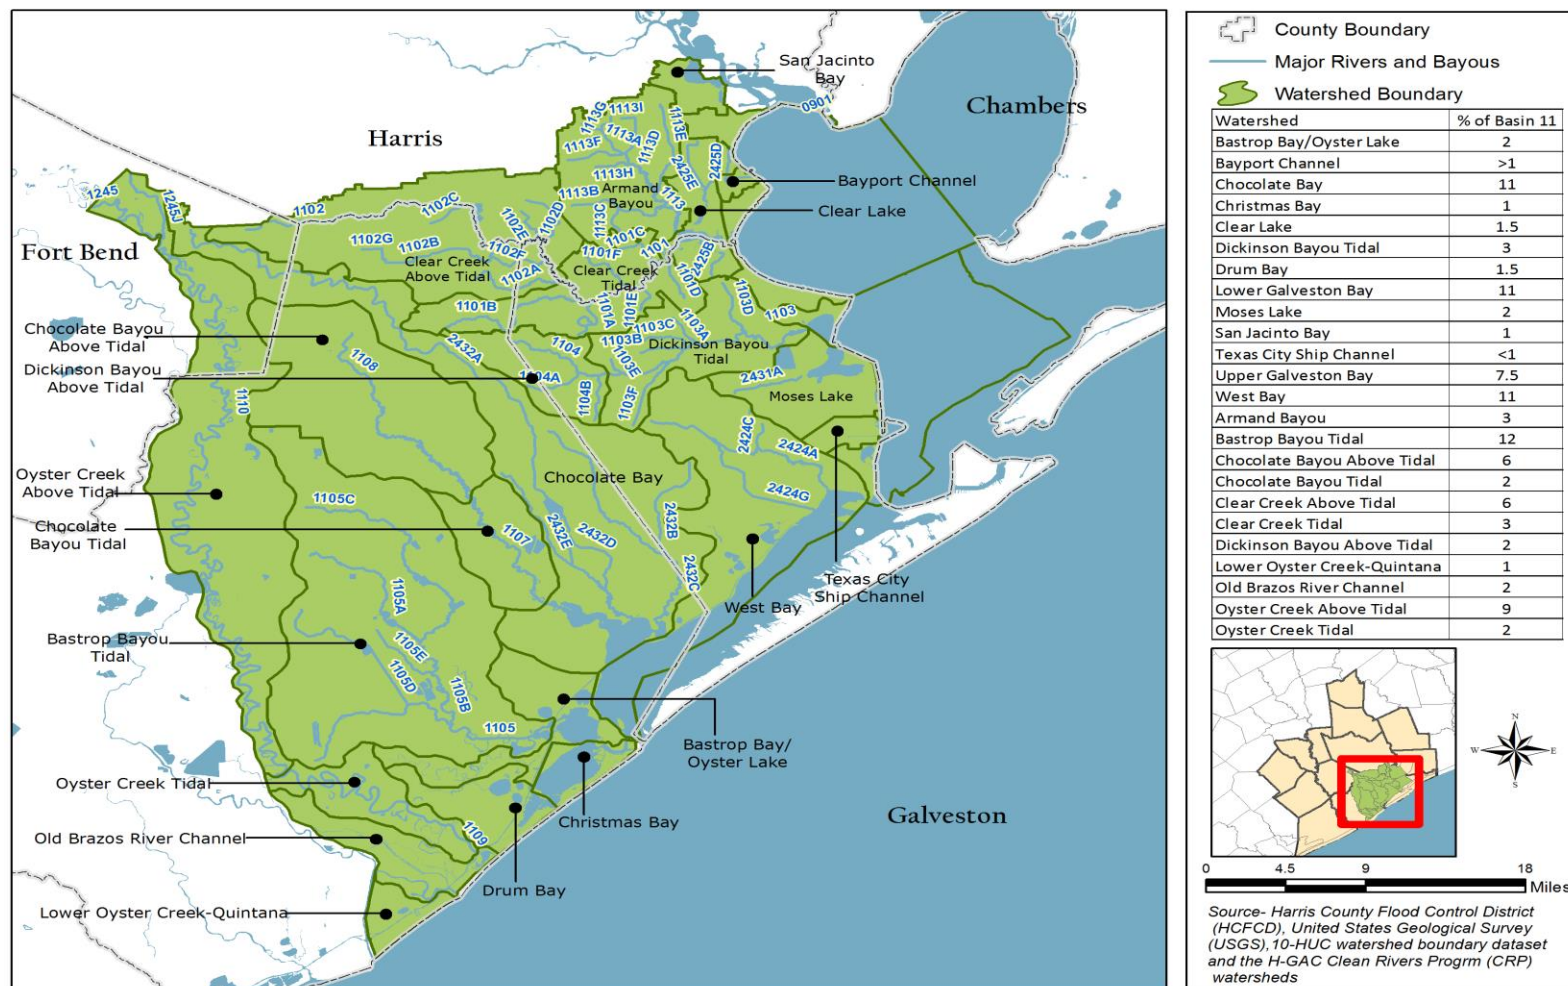 San Jacinto
Bay
Chambers
Harris
0901
1113I
1113G
1113A
1113F
1113D
1113E
2425D
2425E
1113H
Armand
Bayou
1113B
1113
1113C
Bayport Channel
Clear Lake
1245
1245J
1102
1102C
1102D
1102E
1102G
1102B
1102F
1102A
Clear Creek
Above Tidal
1101C
1101F
1101
Clear Creek
Tidal
2425B
1101D
Fort Bend
1101B
1101A
1101E
1103D
1103
1103C
1103A
1103B
Dickinson Bayou
Tidal
1103E
1103F
Chocolate Bayou
Above Tidal
Dickinson Bayou
Above Tidal
1108
2432A
1104
1104A
1104B
2431A
Moses Lake
1110
2424C
2424A
2424G
Oyster Creek
Above Tidal
Chocolate Bay
1105C
Chocolate
Bayou Tidal
1107
2432E
2432D
2432B
2432C
Texas City
Ship Channel
West Bay
1105A
Bastrop Bayou
Tidal
1105E
1105D
1105B
1105
Bastrop Bay/
Oyster Lake
Oyster Creek Tidal
Christmas Bay
Galveston
Old Brazos River Channel
1109
Drum Bay
Lower Oyster Creek-Quintana
County Boundary
Major Rivers and Bayous
Watershed Boundary
Watershed % of Basin 11
Bastrop Bay/Oyster Lake 2
Bayport Channel >1
Chocolate Bay 11
Christmas Bay 1
Clear Lake 1.5
Dickinson Bayou Tidal 3
Drum Bay 1.5
Lower Galveston Bay 11
Moses Lake 2
San Jacinto Bay 1
Texas City Ship Channel <1
Upper Galveston Bay 7.5
West Bay 11
Armand Bayou 3
Bastrop Bayou Tidal 12
Chocolate Bayou Above Tidal 6
Chocolate Bayou Tidal 2
Clear Creek Above Tidal 6
Clear Creek Tidal 3
Dickinson Bayou Above Tidal 2
Lower Oyster Creek-Quintana 1
Old Brazos River Channel 2
Oyster Creek Above Tidal 9
Oyster Creek Tidal 2
N
W E
S
0 4.5 9 18
Miles
Source- Harris County Flood Control District
(HCFCD), United States Geological Survey
(USGS),10-HUC watershed boundary dataset
and the H-GAC Clean Rivers Progrm (CRP)
watersheds